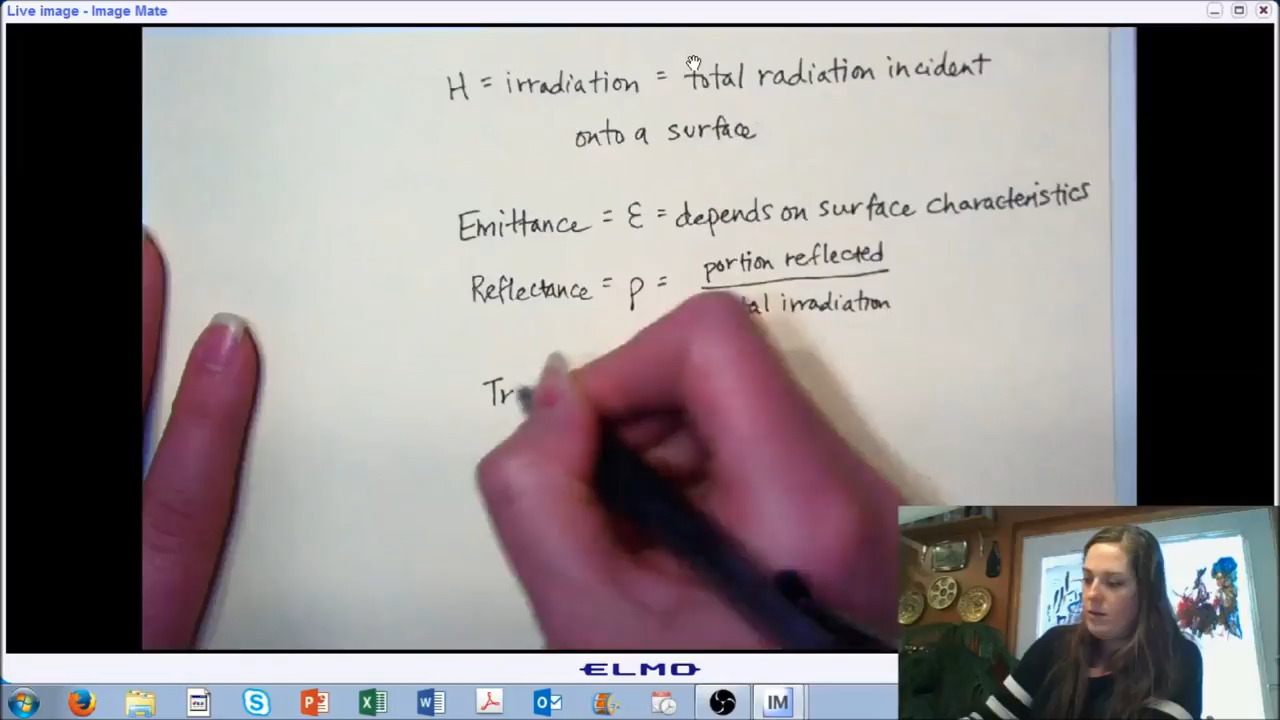 Live image - Image Mate
H = irradiation = total radiation incident
onto a surface
Emittance = ε = depends on surface characteristics
Reflectance = ρ = portion reflected
irradiation
Tr
ELMO
IM